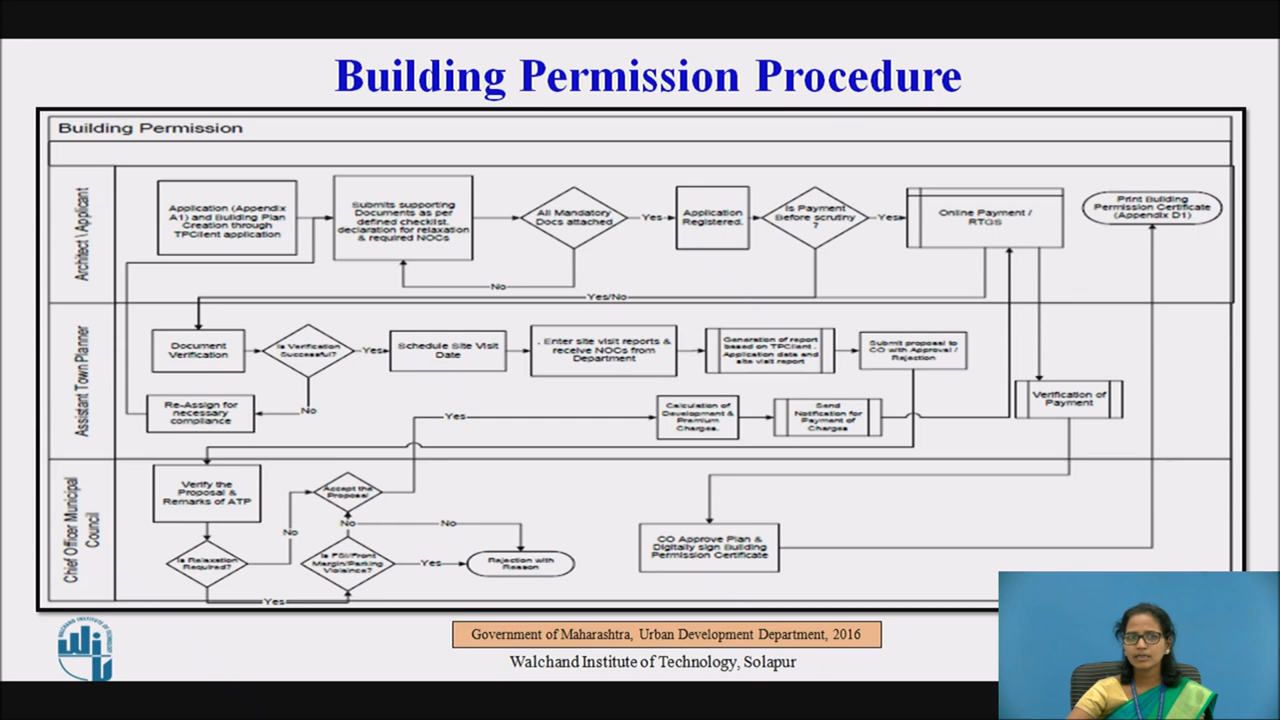 Building Permission Procedure
Building Permission
Architect \ Applicant
Application (Appendix
A1) and Building Plan
Creation through
TPClient application
Submits supporting
Documents as per
defined checklist,
declaration for relaxation
& required NOCs
All Mandatory
Docs attached
Yes
No
Application
Registered.
Is Payment
Before scrutiny
?
Yes
Online Payment /
RTGS
Print Building
Permission Certificate
(Appendix D1)
Yes/No
Assistant Town Planner
Document
Verification
Is Verification
Successful?
Yes
Schedule Site Visit
Date
. Enter site visit reports &
receive NOCs from
Department
Generation of report
based on TPClient ,
Application data and
site visit report
Submit proposal to
CO with Approval /
Rejection
No
Re-Assign for
necessary
compliance
Yes
Calculation of
Development &
Premium
Charges.
Send
Notification for
Payment of
Charges
Verification of
Payment
Chief Officer Municipal
Council
Verify the
Proposal &
Remarks of ATP
Accept the
Proposal
No
No
No
Is Relaxation
Required?
Is FSI/Front
Margin/Parking
Violation?
Yes
Rejection with
Reason
Yes
CO Approve Plan &
Digitally sign Building
Permission Certificate
Government of Maharashtra, Urban Development Department, 2016
Walchand Institute of Technology, Solapur
WALCHAND INSTITUTE OF TECHNOLOGY